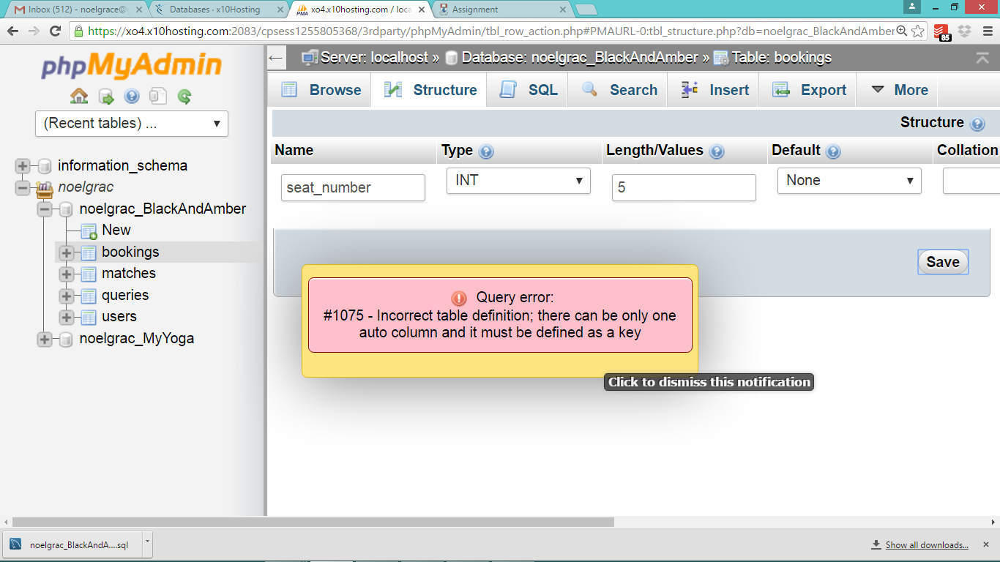 Inbox (512) - noelgrace@
Databases · x10Hosting
xo4.x10hosting.com / loca
Assignment
https://xo4.x10hosting.com:2083/cpsess1255805368/3rdparty/phpMyAdmin/tbl_row_action.php#PMAURL-0:tbl_structure.php?db=noelgrac_BlackAndAmber
85
phpMyAdmin
Server: localhost » Database: noelgrac_BlackAndAmber » Table: bookings
Browse Structure SQL Search Insert Export More
(Recent tables) ...
Structure
Name Type Length/Values Default Collation
seat_number INT 5 None
information_schema
noelgrac
noelgrac_BlackAndAmber
New
bookings
matches
queries
users
noelgrac_MyYoga
Save
Query error:
#1075 - Incorrect table definition; there can be only one
auto column and it must be defined as a key
Click to dismiss this notification
noelgrac_BlackAndA....sql
Show all downloads...